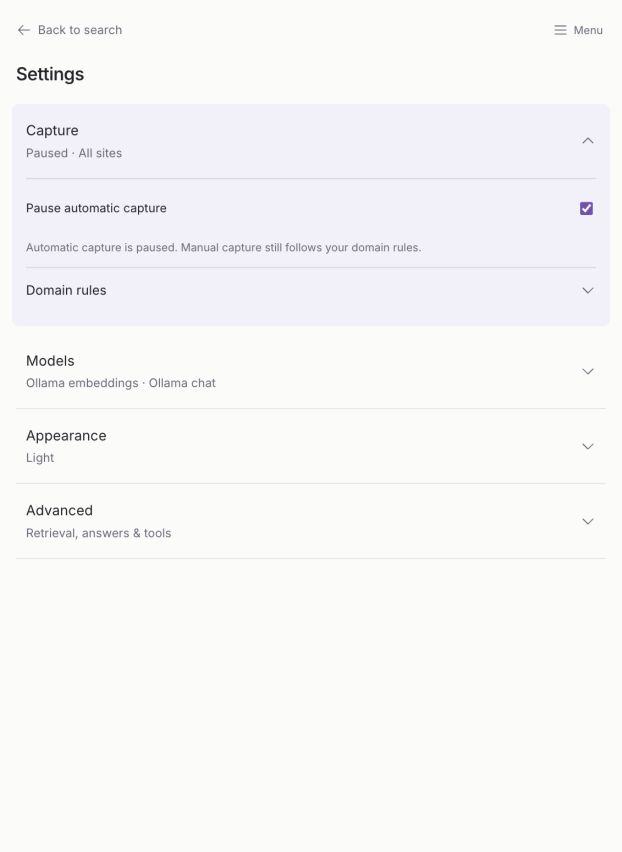 Back to search
Menu
Settings
Capture
Paused · All sites
Pause automatic capture
Automatic capture is paused. Manual capture still follows your domain rules.
Domain rules
Models
Ollama embeddings · Ollama chat
Appearance
Light
Advanced
Retrieval, answers & tools